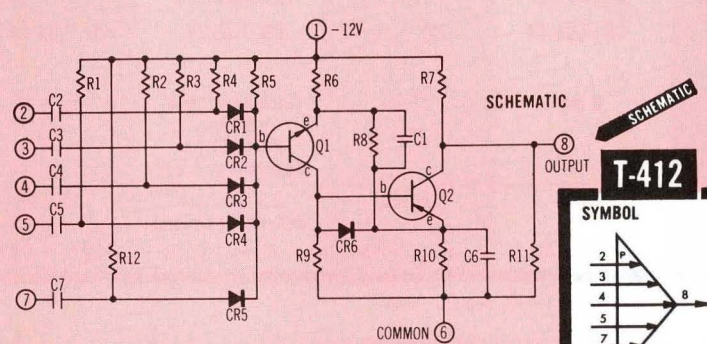 ① -12V
R1
R2
R3
R4
R5
R6
R7
SCHEMATIC
SCHEMATIC
② C2
CR1
③ C3
CR2
④ C4
CR3
⑤ C5
CR4
⑦ C7
CR5
R12
b
e
c
Q1
R8
C1
b
c
e
Q2
CR6
R9
R10
C6
R11
⑧
OUTPUT
COMMON ⑥
T-412
SYMBOL
2
P
3
4
8
5
7